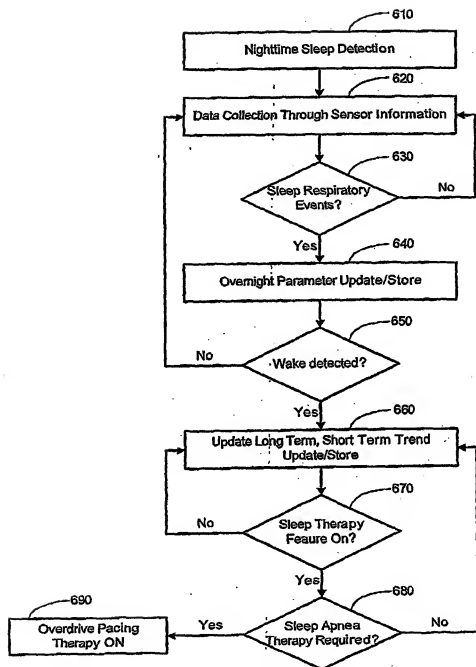 610
Nighttime Sleep Detection
620
Data Collection Through Sensor Information
630
Sleep Respiratory
Events?
No
Yes
640
Overnight Parameter Update/Store
650
No
Wake detected?
Yes
660
Update Long Term, Short Term Trend
Update/Store
670
No
Sleep Therapy
Feaure On?
Yes
680
690
Overdrive Pacing
Therapy ON
Yes
Sleep Apnea
Therapy Required?
No